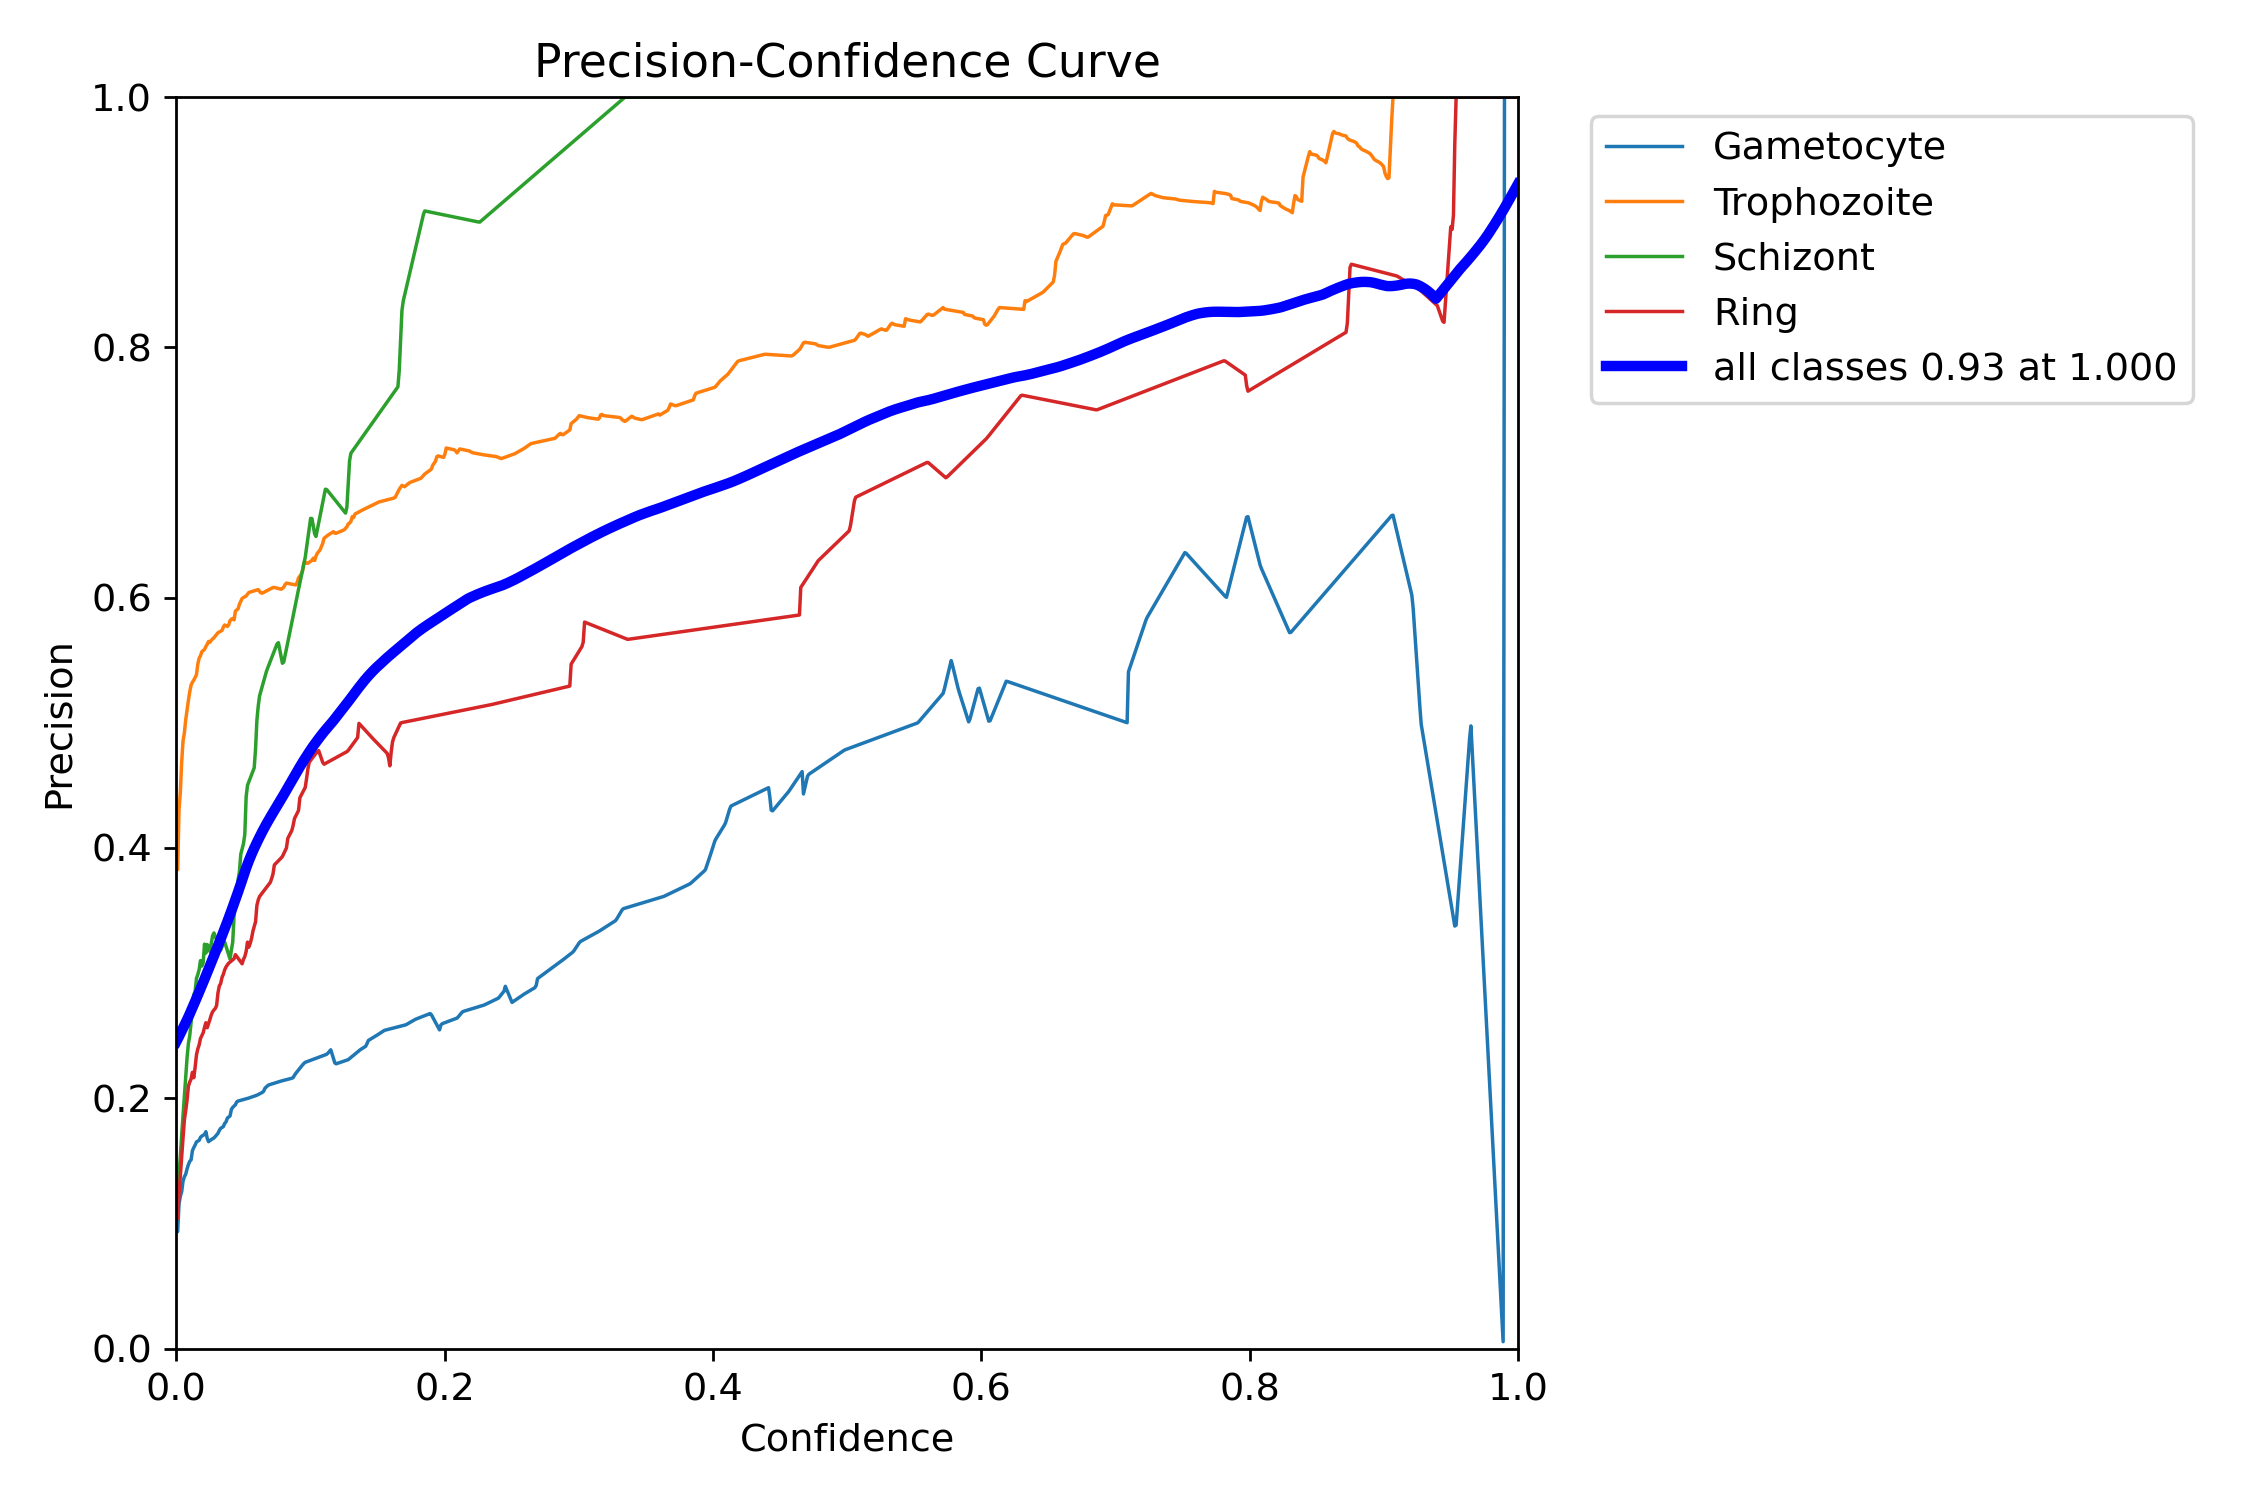 Precision-Confidence Curve
1.0
0.8
0.6
0.4
0.2
0.0
Precision
0.0 0.2 0.4 0.6 0.8 1.0
Confidence
Gametocyte
Trophozoite
Schizont
Ring
all classes 0.93 at 1.000